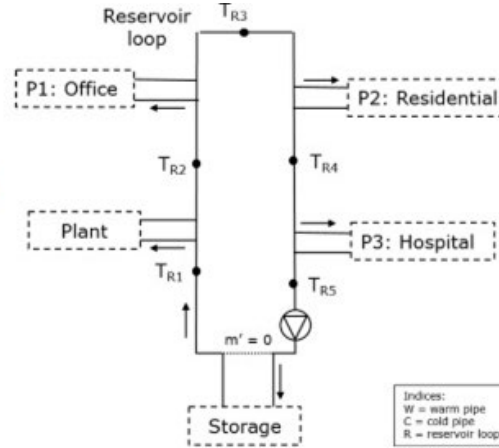 Reservoir
loop
T_R3
P1: Office
P2: Residential
T_R2
T_R4
Plant
P3: Hospital
T_R1
T_R5
m' = 0
Storage
Indices:
W = warm pipe
C = cold pipe
R = reservoir loop